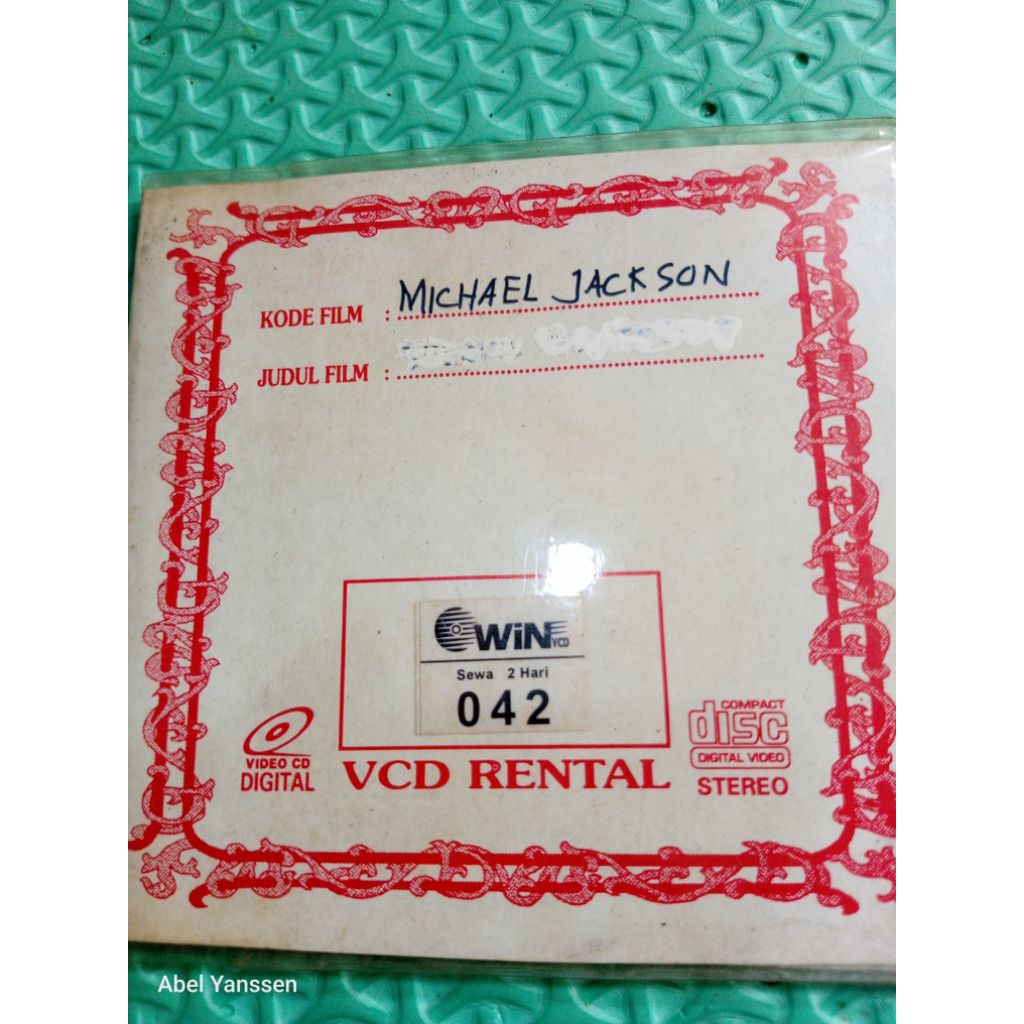 KODE FILM : MICHAEL JACKSON
JUDUL FILM :
WiN VCD
Sewa 2 Hari
042
VIDEO CD
DIGITAL
VCD RENTAL
COMPACT
disc
DIGITAL VIDEO
STEREO
Abel Yanssen